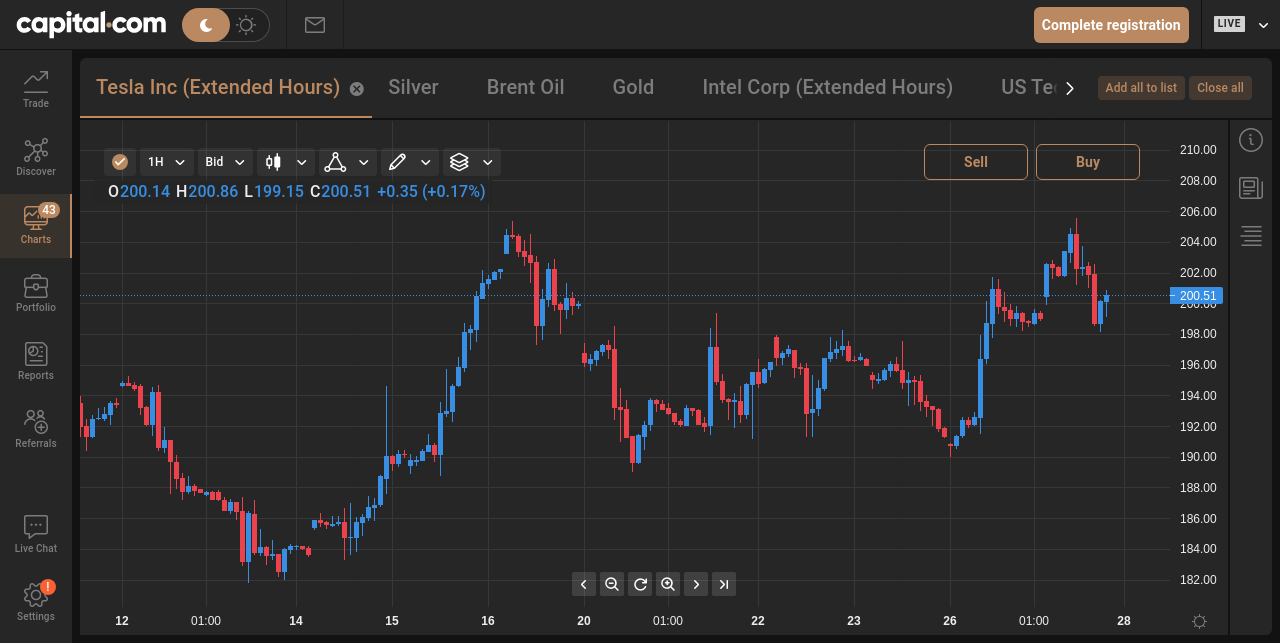 capital.com
Complete registration
LIVE
Trade
Discover
43
Charts
Portfolio
Reports
Referrals
Live Chat
!
Settings
Tesla Inc (Extended Hours) Silver Brent Oil Gold Intel Corp (Extended Hours) US Te
Add all to list Close all
1H Bid
Sell Buy
O200.14 H200.86 L199.15 C200.51 +0.35 (+0.17%)
210.00
208.00
206.00
204.00
202.00
200.51
200.00
198.00
196.00
194.00
192.00
190.00
188.00
186.00
184.00
182.00
12 01:00 14 15 16 20 01:00 22 23 26 01:00 28